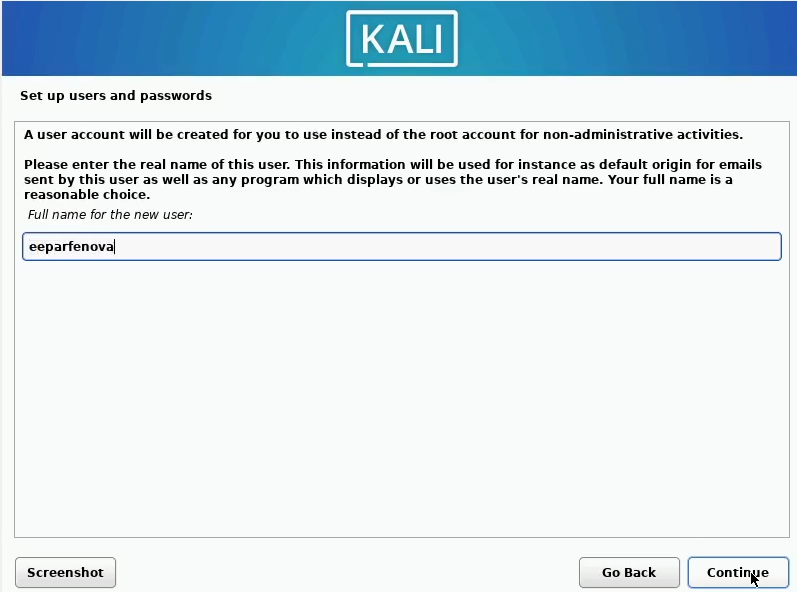 KALI
Set up users and passwords
A user account will be created for you to use instead of the root account for non-administrative activities.
Please enter the real name of this user. This information will be used for instance as default origin for emails
sent by this user as well as any program which displays or uses the user's real name. Your full name is a
reasonable choice.
Full name for the new user:
eeparfenova
Screenshot
Go Back
Continue